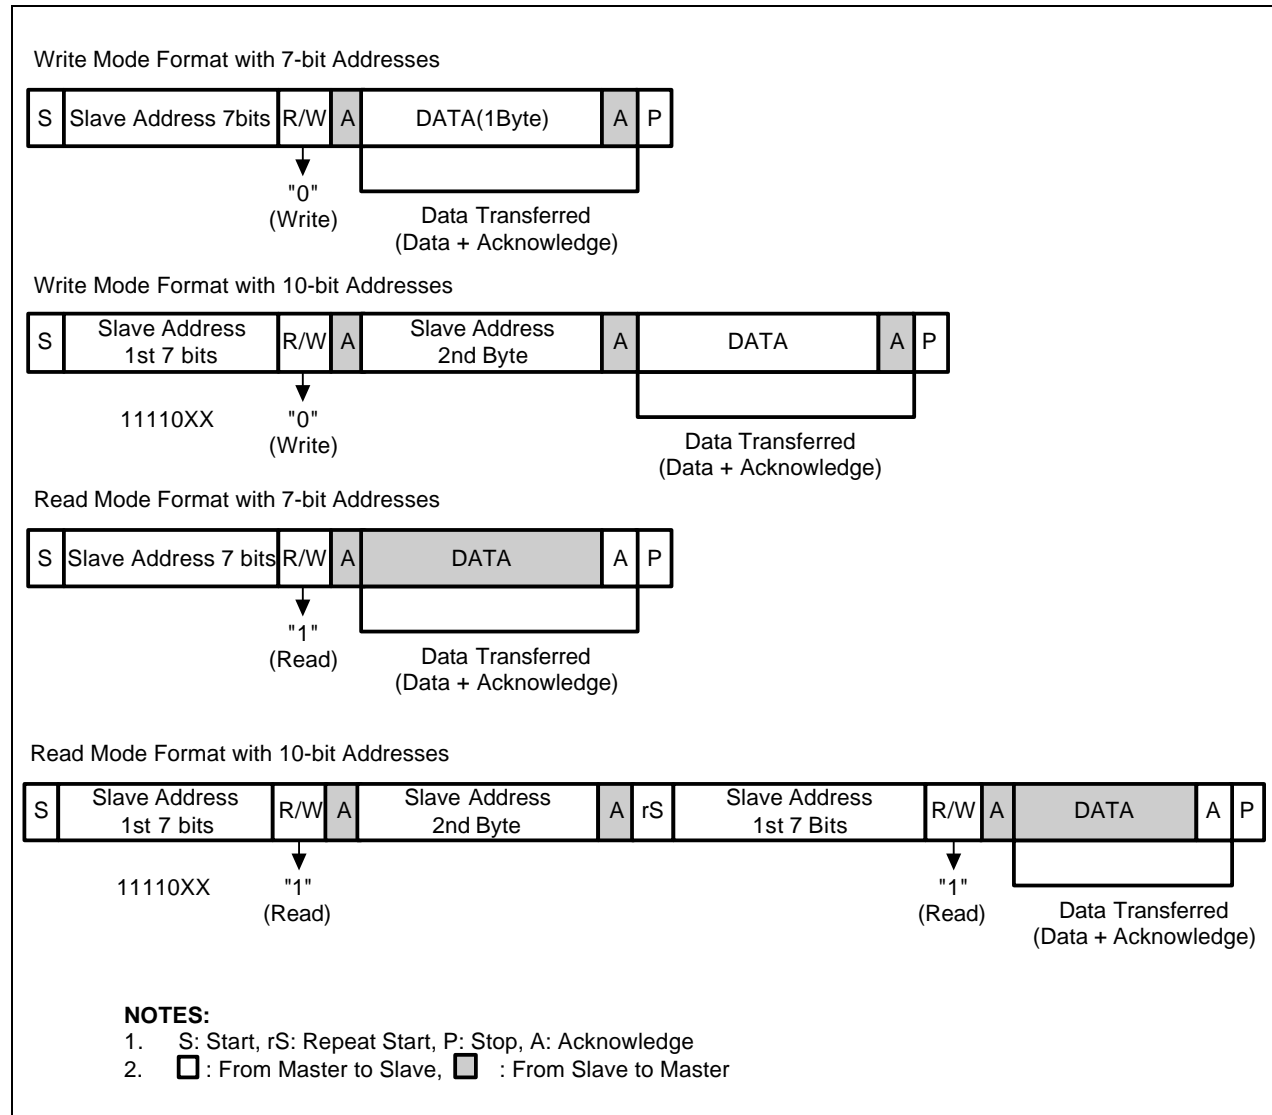 Write Mode Format with 7-bit Addresses
S Slave Address 7bits R/W A DATA(1Byte) A P
"0"
(Write)
Data Transferred
(Data + Acknowledge)
Write Mode Format with 10-bit Addresses
S Slave Address 1st 7 bits R/W A Slave Address 2nd Byte A DATA A P
11110XX
"0"
(Write)
Data Transferred
(Data + Acknowledge)
Read Mode Format with 7-bit Addresses
S Slave Address 7 bits R/W A DATA A P
"1"
(Read)
Data Transferred
(Data + Acknowledge)
Read Mode Format with 10-bit Addresses
S Slave Address 1st 7 bits R/W A Slave Address 2nd Byte A rS Slave Address 1st 7 Bits R/W A DATA A P
11110XX
"1"
(Read)
"1"
(Read)
Data Transferred
(Data + Acknowledge)
NOTES:
1. S: Start, rS: Repeat Start, P: Stop, A: Acknowledge
2. : From Master to Slave, : From Slave to Master